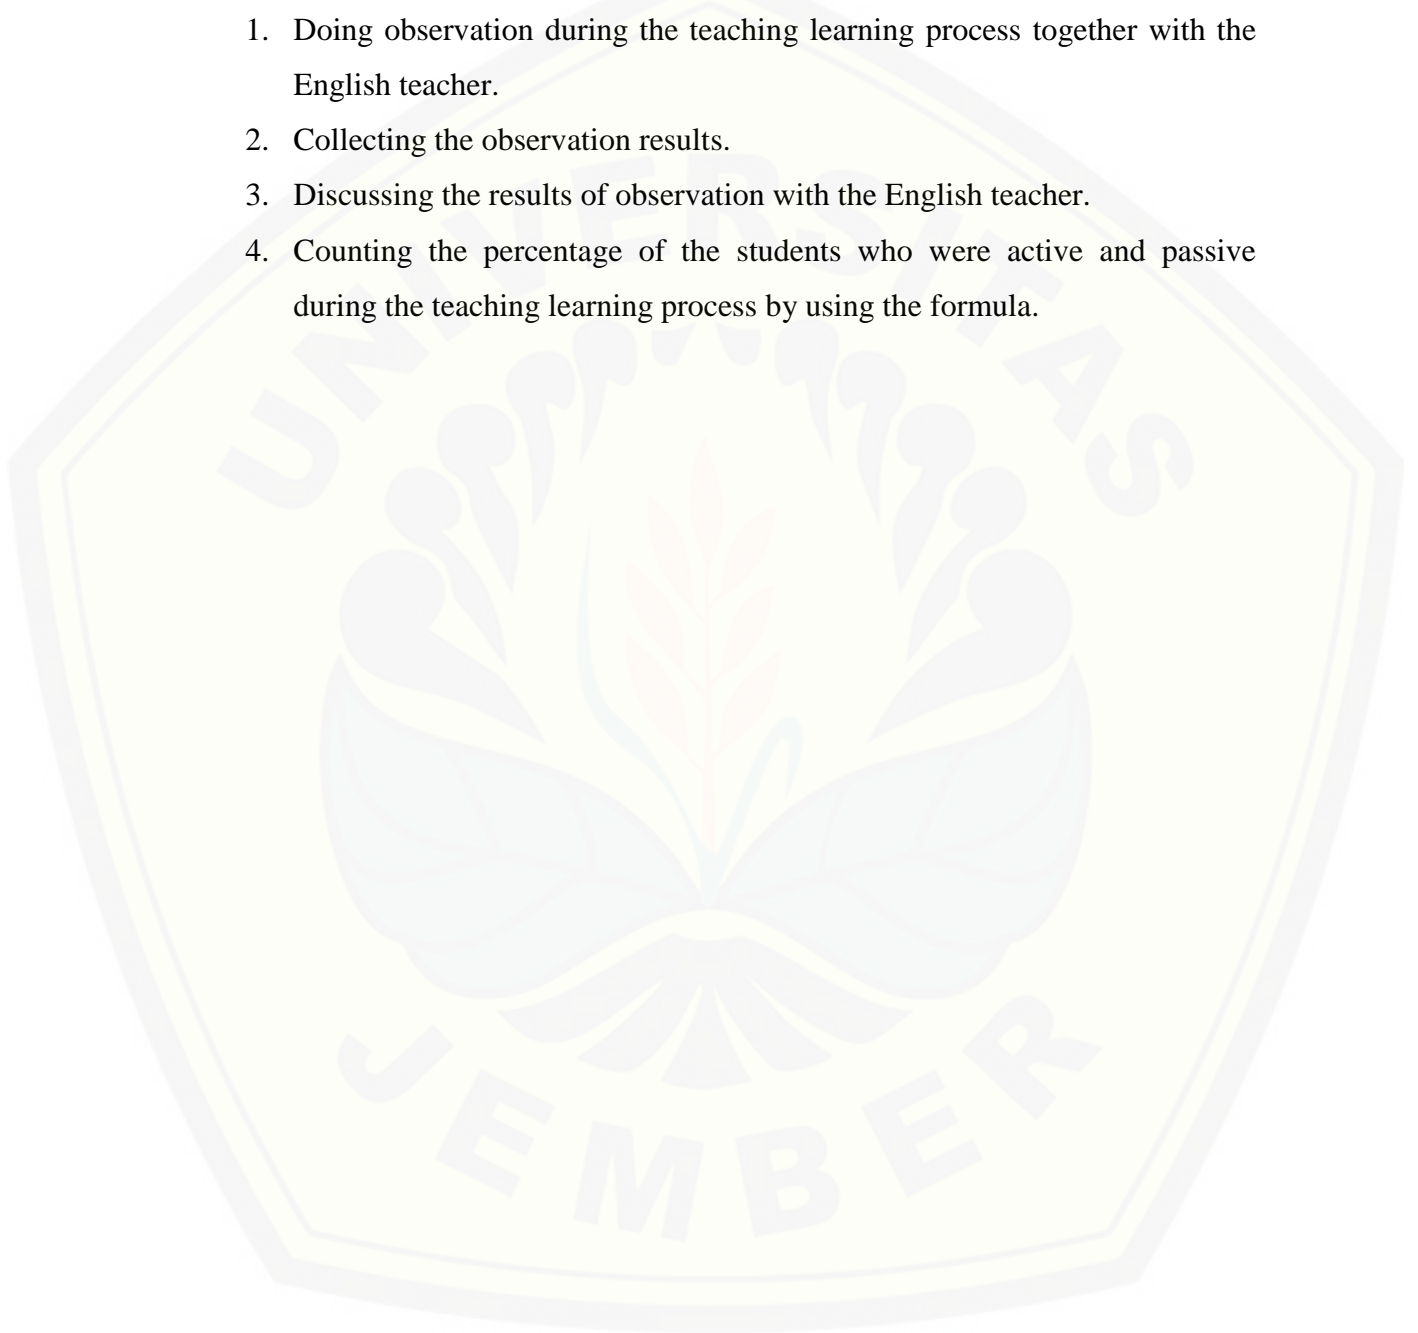 1. Doing observation during the teaching learning process together with the
English teacher.
2. Collecting the observation results.
3. Discussing the results of observation with the English teacher.
4. Counting the percentage of the students who were active and passive
during the teaching learning process by using the formula.
UNIVERSITAS
JEMBER